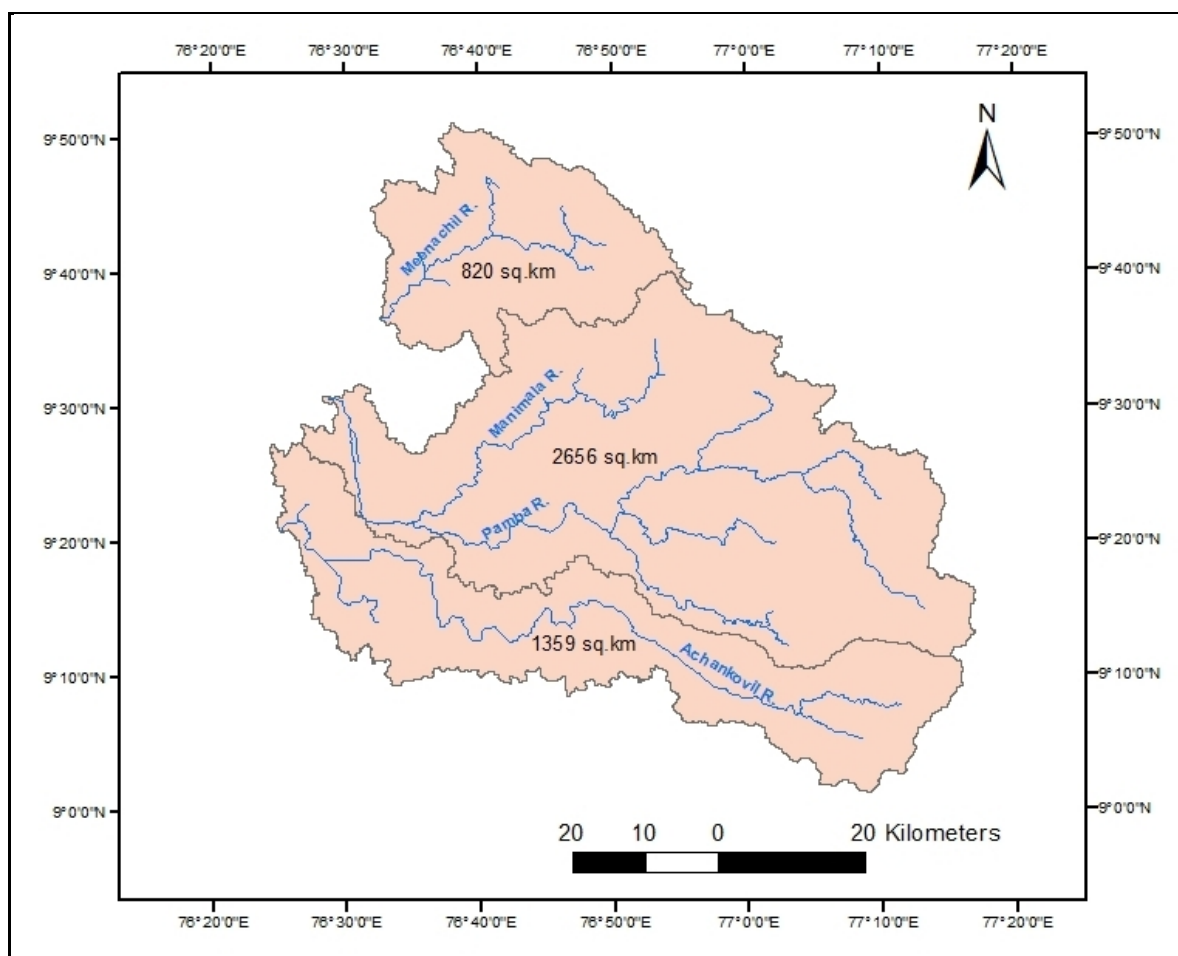 76°20'0"E 76°30'0"E 76°40'0"E 76°50'0"E 77°0'0"E 77°10'0"E 77°20'0"E
N
9°50'0"N 9°50'0"N
Meenachil R.
820 sq.km
9°40'0"N 9°40'0"N
Manimala R.
9°30'0"N 9°30'0"N
2656 sq.km
Pamba R.
9°20'0"N 9°20'0"N
1359 sq.km
Achankovil R.
9°10'0"N 9°10'0"N
9°0'0"N 9°0'0"N
20 10 0 20 Kilometers
76°20'0"E 76°30'0"E 76°40'0"E 76°50'0"E 77°0'0"E 77°10'0"E 77°20'0"E